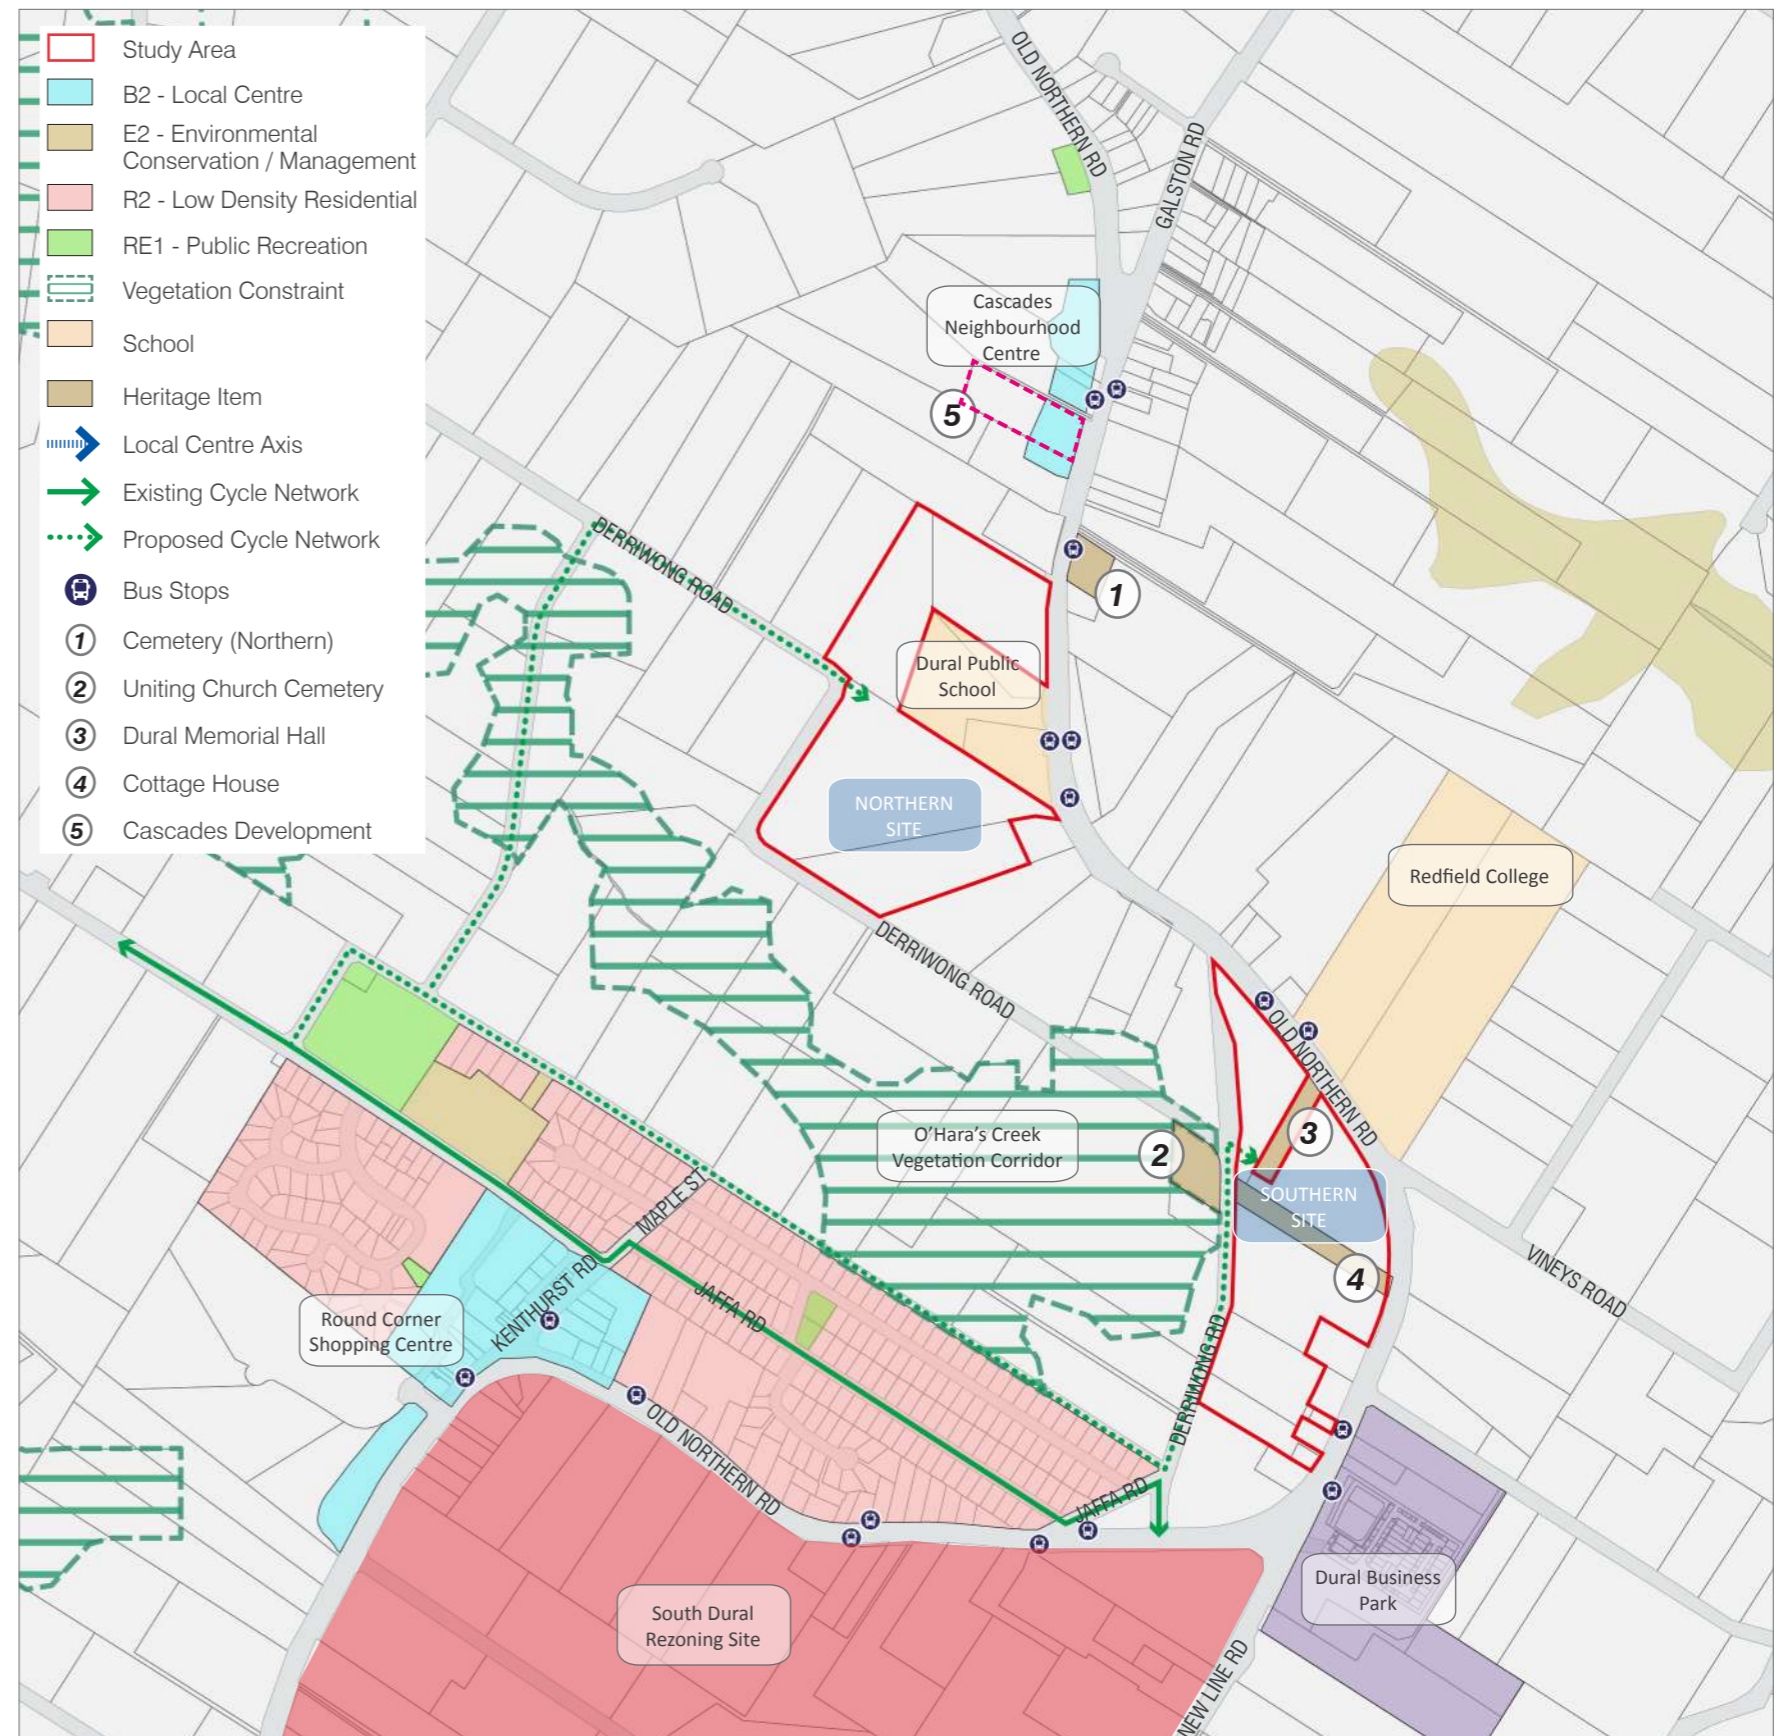 Study Area
B2 - Local Centre
E2 - Environmental
Conservation / Management
R2 - Low Density Residential
RE1 - Public Recreation
Vegetation Constraint
School
Heritage Item
Local Centre Axis
Existing Cycle Network
Proposed Cycle Network
Bus Stops
1 Cemetery (Northern)
2 Uniting Church Cemetery
3 Dural Memorial Hall
4 Cottage House
5 Cascades Development
OLD NORTHERN RD
GALSTON RD
Cascades
Neighbourhood
Centre
5
DERRIWONG ROAD
1
Dural Public
School
NORTHERN
SITE
Redfield College
DERRIWONG ROAD
OLD NORTHERN RD
O'Hara's Creek
Vegetation Corridor
2
3
SOUTHERN
SITE
4
VINEYS ROAD
MAPLE ST
KENTHURST RD
JAFFA RD
Round Corner
Shopping Centre
DERRIWONG RD
OLD NORTHERN RD
JAFFA RD
South Dural
Rezoning Site
Dural Business
Park
NEW LINE RD